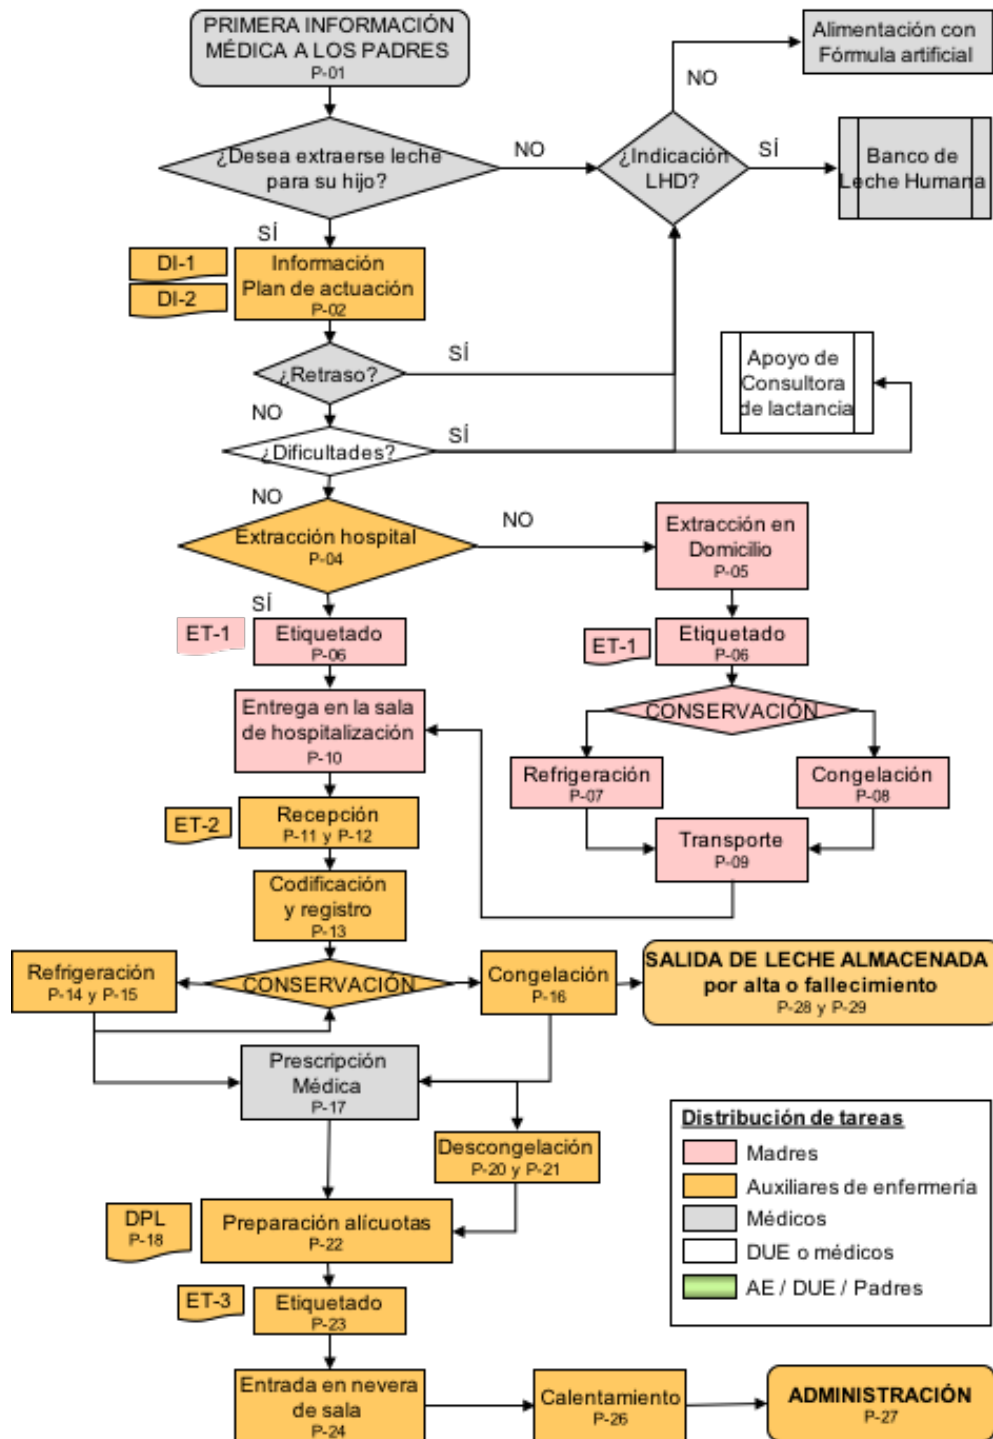 PRIMERA INFORMACIÓN
MÉDICA A LOS PADRES
P-01
Alimentación con
Fórmula artificial
NO
¿Desea extraerse leche
para su hijo?
NO
¿Indicación
LHD?
SÍ
Banco de
Leche Humana
SÍ
DI-1
DI-2
Información
Plan de actuación
P-02
¿Retraso?
SÍ
Apoyo de
Consultora
de lactancia
NO
¿Dificultades?
SÍ
NO
Extracción hospital
P-04
NO
Extracción en
Domicilio
P-05
SÍ
ET-1
Etiquetado
P-06
ET-1
Etiquetado
P-06
Entrega en la sala
de hospitalización
P-10
CONSERVACIÓN
Refrigeración
P-07
Congelación
P-08
ET-2
Recepción
P-11 y P-12
Transporte
P-09
Codificación
y registro
P-13
Refrigeración
P-14 y P-15
CONSERVACIÓN
Congelación
P-16
SALIDA DE LECHE ALMACENADA
por alta o fallecimiento
P-28 y P-29
Prescripción
Médica
P-17
Descongelación
P-20 y P-21
DPL
P-18
Preparación alícuotas
P-22
ET-3
Etiquetado
P-23
Entrada en nevera
de sala
P-24
Calentamiento
P-26
ADMINISTRACIÓN
P-27
Distribución de tareas
Madres
Auxiliares de enfermería
Médicos
DUE o médicos
AE / DUE / Padres